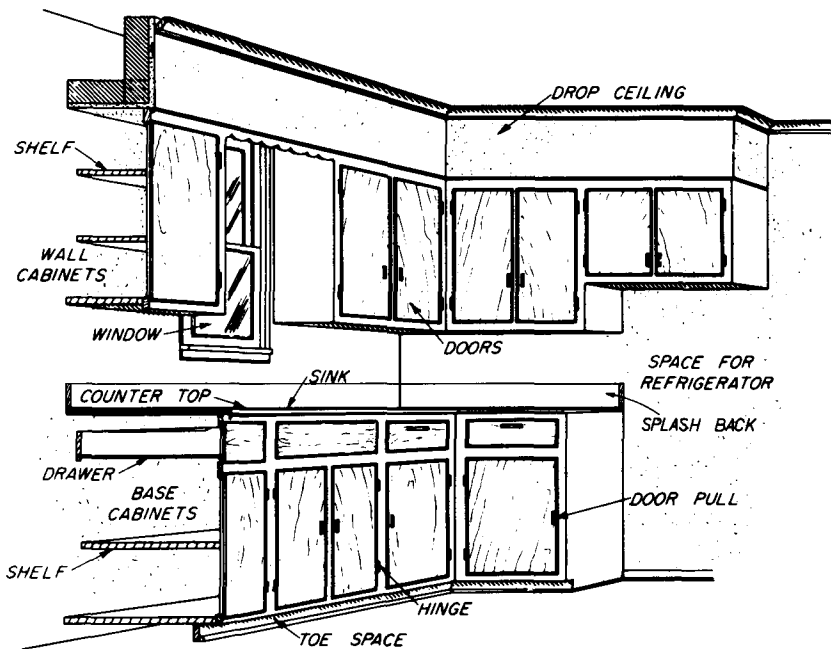 DROP CEILING
SHELF
WALL
CABINETS
WINDOW
DOORS
SPACE FOR
REFRIGERATOR
SINK
COUNTER TOP
SPLASH BACK
DRAWER
BASE
CABINETS
DOOR PULL
SHELF
HINGE
TOE SPACE